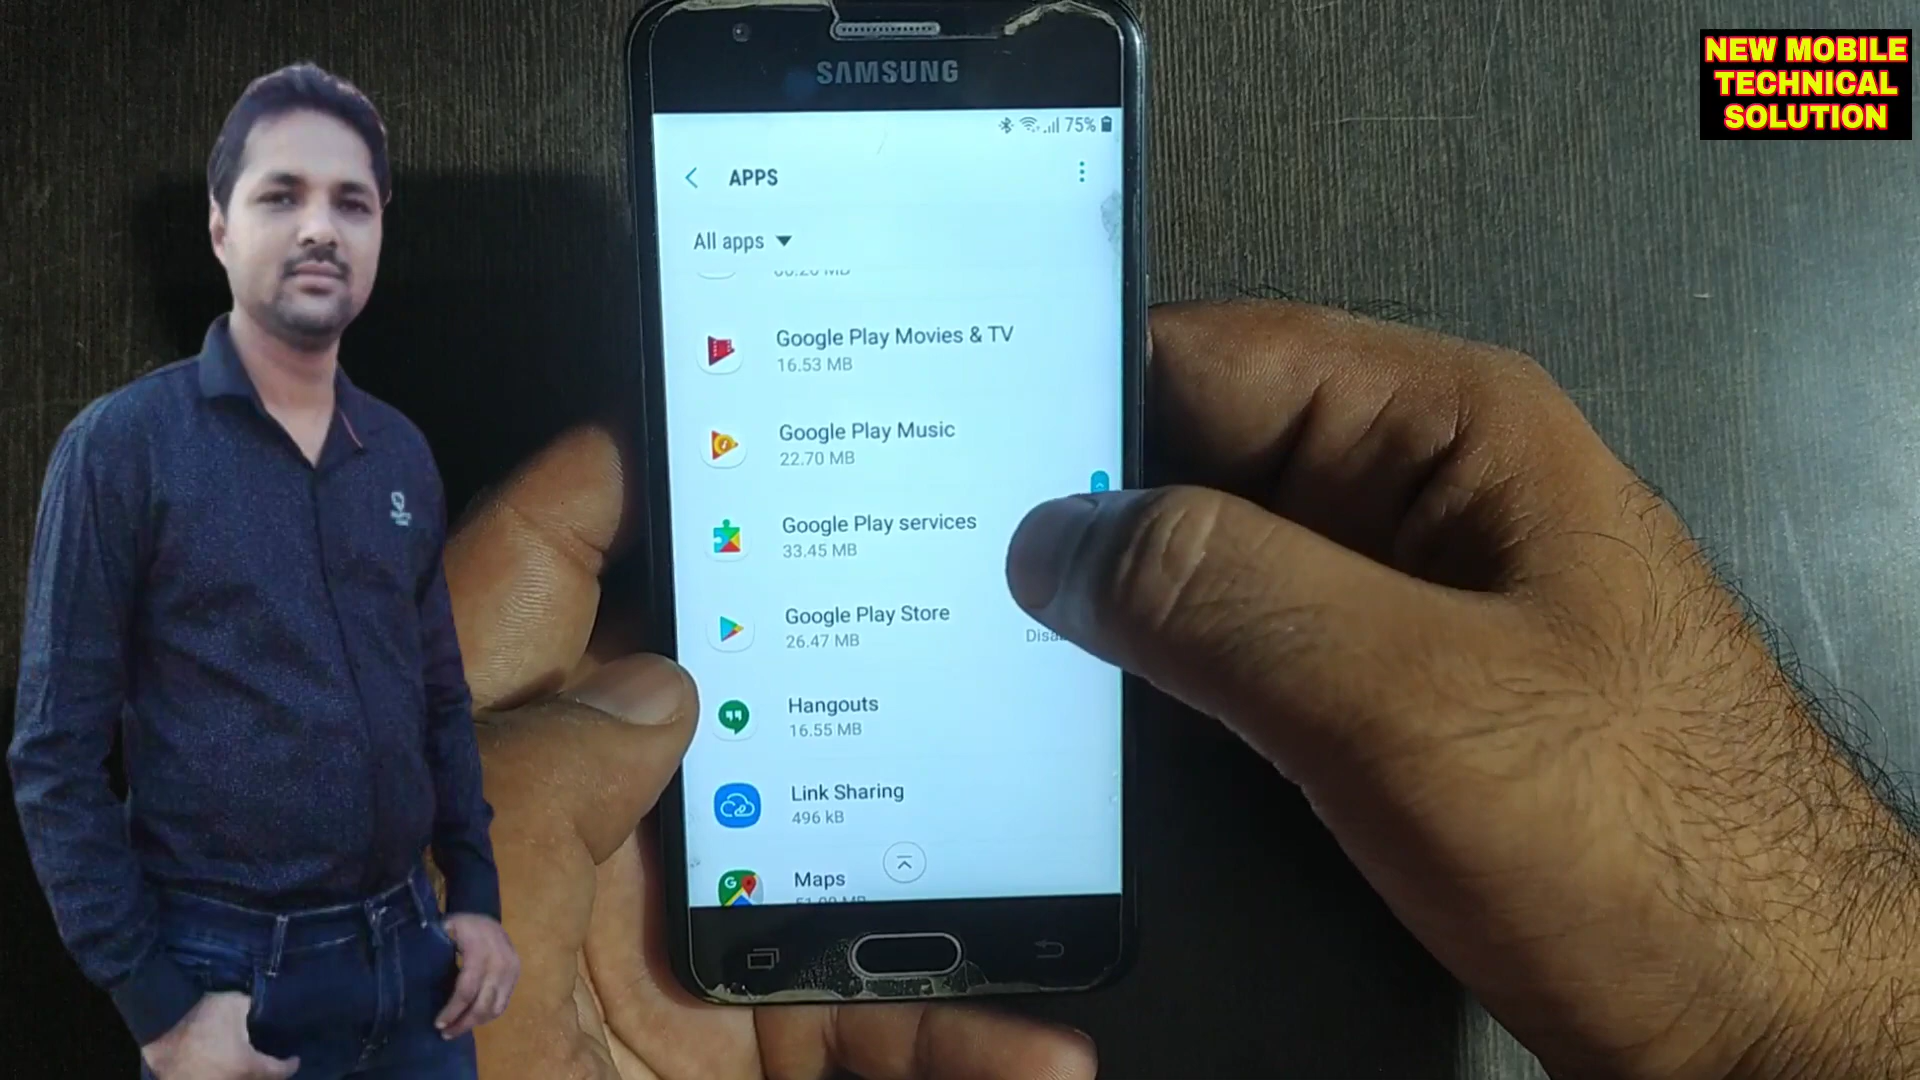 NEW MOBILE
TECHNICAL
SOLUTION
SAMSUNG
75%
APPS
All apps
Google Play Movies & TV
16.53 MB
Google Play Music
22.70 MB
Google Play services
33.45 MB
Google Play Store
26.47 MB
Hangouts
16.55 MB
Link Sharing
496 kB
Maps